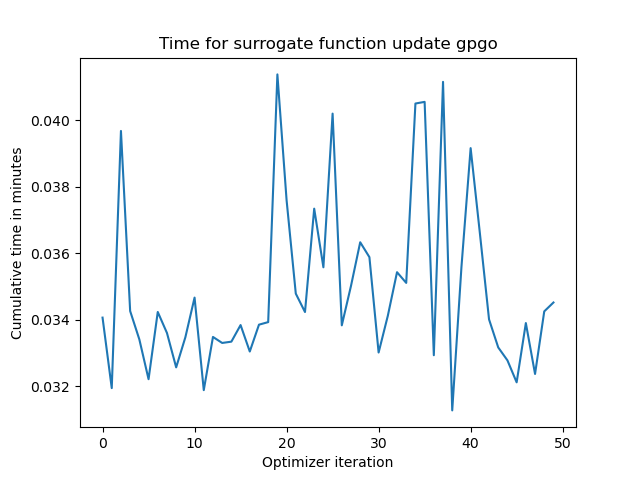 Time for surrogate function update gpgo
Cumulative time in minutes
0.040
0.038
0.036
0.034
0.032
0 10 20 30 40 50
Optimizer iteration